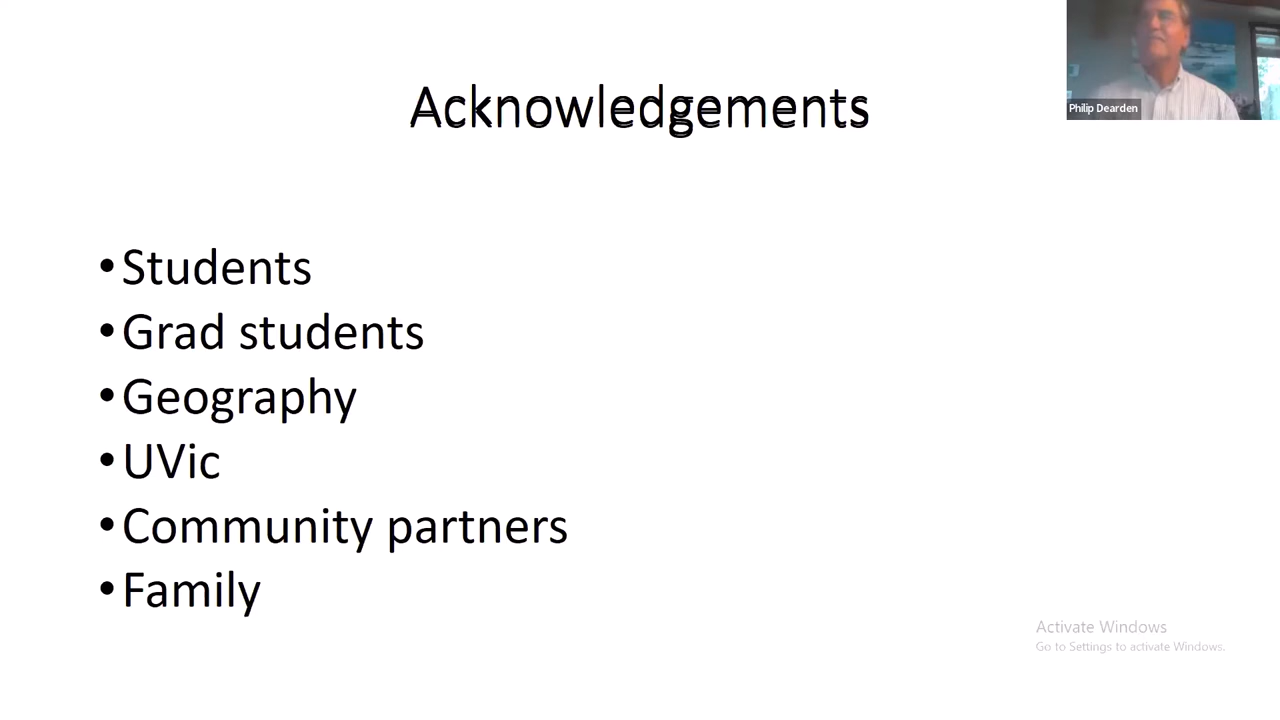 Philip Dearden
Acknowledgements
•Students
•Grad students
•Geography
•UVic
•Community partners
•Family
Activate Windows
Go to Settings to activate Windows.